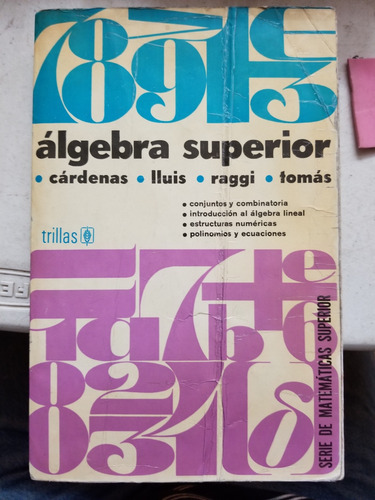 álgebra superior
• cárdenas • lluis • raggi • tomás
• conjuntos y combinatoria
• introducción al álgebra lineal
• estructuras numéricas
• polinomios y ecuaciones
trillas
SERIE DE MATEMÁTICAS SUPERIOR